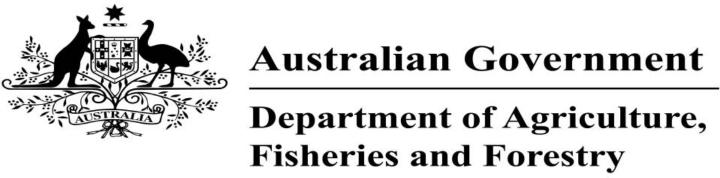 AUSTRALIA
Australian Government
Department of Agriculture,
Fisheries and Forestry